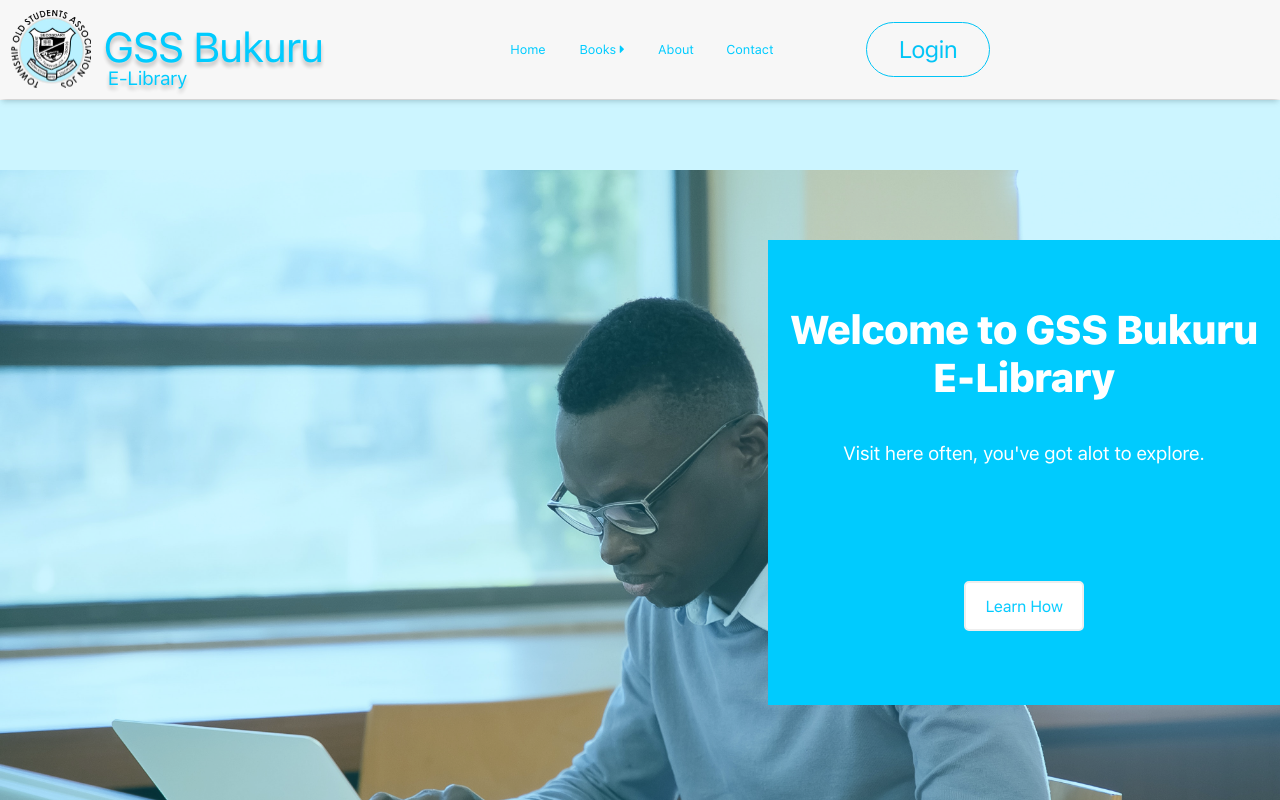 TOWNSHIP OLD STUDENTS ASSOCIATION JOS
GSS Bukuru
E-Library
Home
Books
About
Contact
Login
Welcome to GSS Bukuru
E-Library
Visit here often, you've got alot to explore.
Learn How